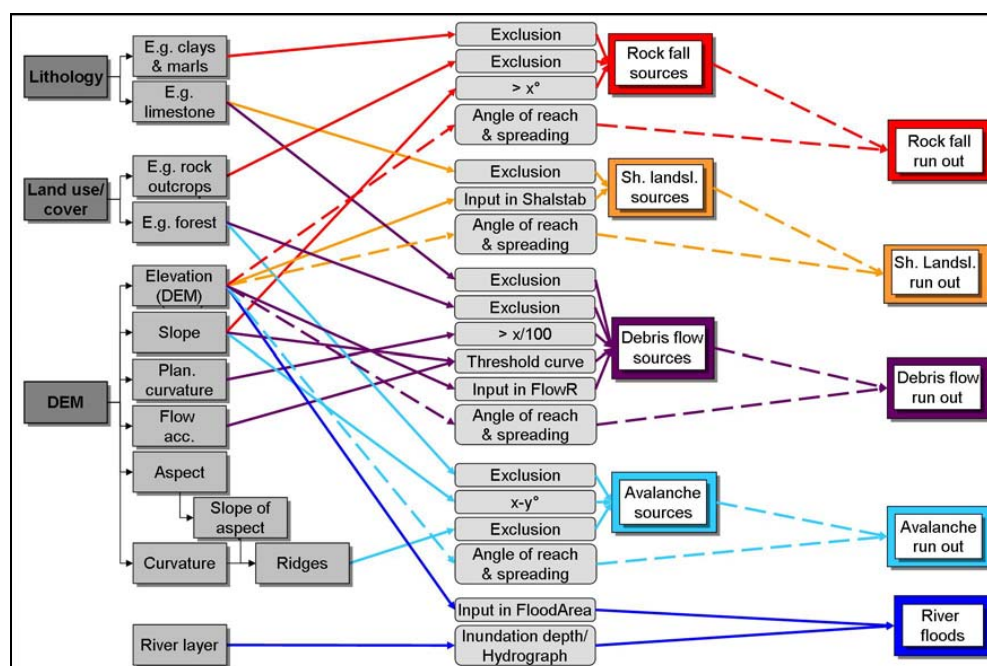 Lithology
E.g. clays
& marls
E.g.
limestone
Land use/
cover
E.g. rock
outcrops
E.g. forest
DEM
Elevation
(DEM)
Slope
Plan.
curvature
Flow
acc.
Aspect
Slope of
aspect
Curvature
Ridges
River layer
Exclusion
Exclusion
> x°
Angle of reach
& spreading
Exclusion
Input in Shalstab
Angle of reach
& spreading
Exclusion
Exclusion
> x/100
Threshold curve
Input in FlowR
Angle of reach
& spreading
Exclusion
x-y°
Exclusion
Angle of reach
& spreading
Input in FloodArea
Inundation depth/
Hydrograph
Rock fall
sources
Sh. landsl.
sources
Debris flow
sources
Avalanche
sources
Rock fall
run out
Sh. Landsl.
run out
Debris flow
run out
Avalanche
run out
River
floods